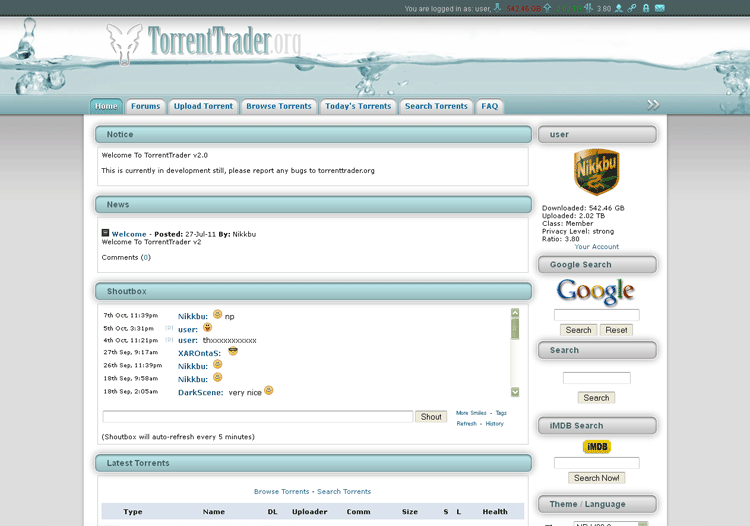 You are logged in as: user, 542.46 GB 3.80
TorrentTrader.org
Home Forums Upload Torrent Browse Torrents Today's Torrents Search Torrents FAQ
Notice
Welcome To TorrentTrader v2.0
This is currently in development still, please report any bugs to torrenttrader.org
News
Welcome - Posted: 27-Jul-11 By: Nikkbu
Welcome To TorrentTrader v2
Comments (0)
Shoutbox
7th Oct, 11:39pm Nikkbu: np
5th Oct, 3:31pm [D] user:
4th Oct, 11:21pm [D] user: thxxxxxxxxxxx
27th Sep, 9:17am XAROntaS:
26th Sep, 11:39pm Nikkbu:
18th Sep, 9:58am Nikkbu:
18th Sep, 2:05am DarkScene: very nice
Shout
More Smiles - Tags
Refresh - History
(Shoutbox will auto-refresh every 5 minutes)
Latest Torrents
Browse Torrents - Search Torrents
Type Name DL Uploader Comm Size S L Health
user
Nikkbu
Downloaded: 542.46 GB
Uploaded: 2.02 TB
Class: Member
Privacy Level: strong
Ratio: 3.80
Your Account
Google Search
Google
Search Reset
Search
Search
iMDB Search
IMDb
Search Now!
Theme / Language